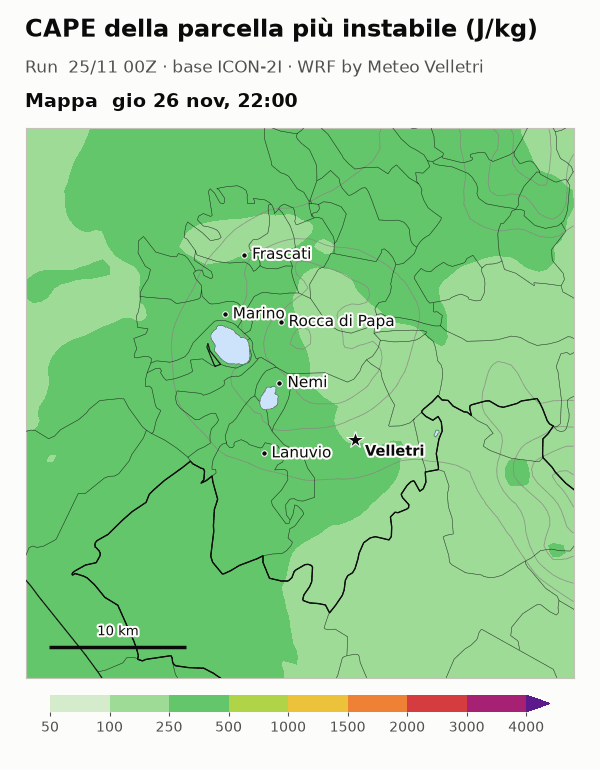 CAPE della parcella più instabile (J/kg)
Run  25/11 00Z · base ICON-2I · WRF by Meteo Velletri
Mappa  gio 26 nov, 22:00
Frascati
Marino
Rocca di Papa
Nemi
Velletri
Lanuvio
10 km
50 100 250 500 1000 1500 2000 3000 4000